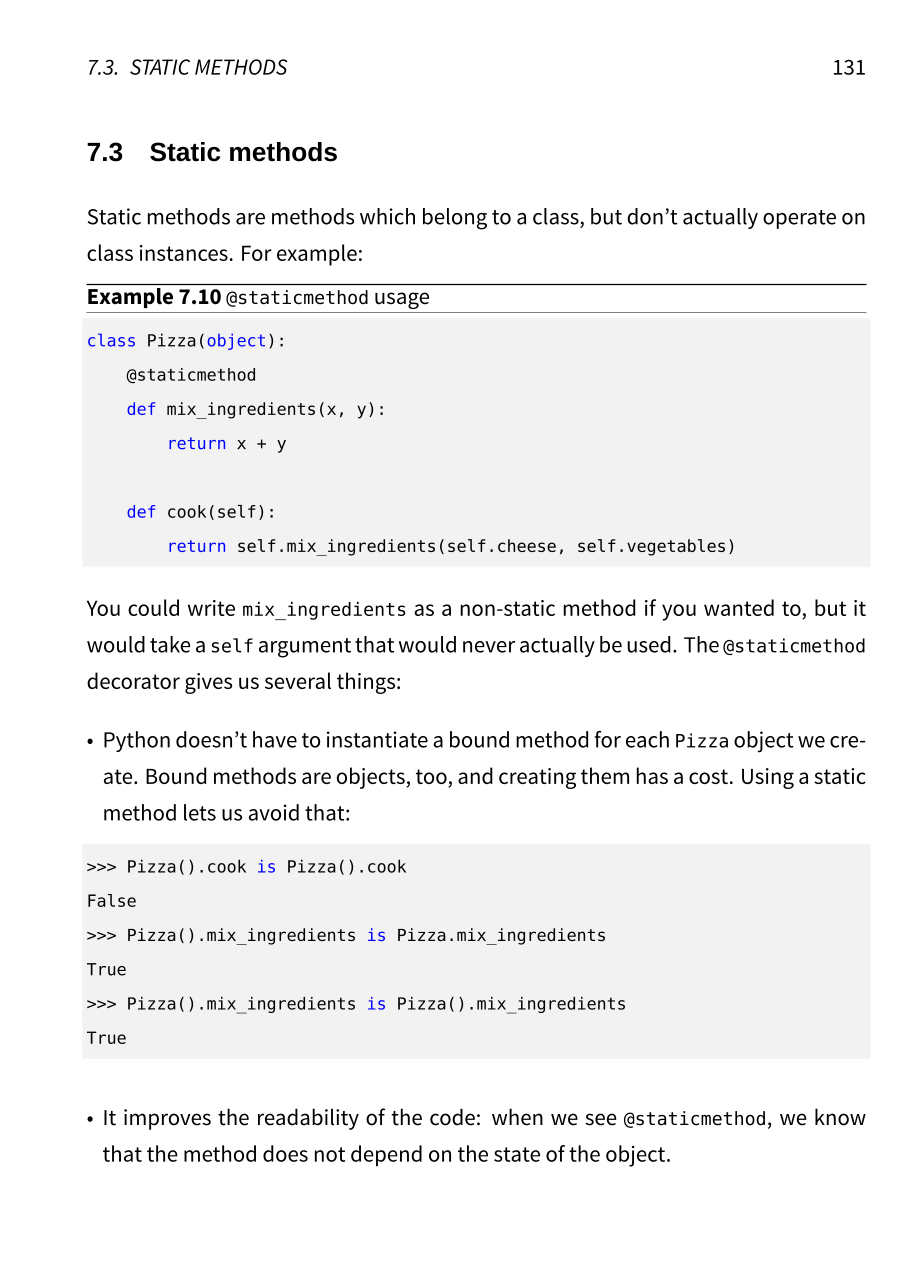 7.3. STATIC METHODS 131
7.3 Static methods
Static methods are methods which belong to a class, but don’t actually operate on
class instances. For example:
Example 7.10 @staticmethod usage
class Pizza(object):
    @staticmethod
    def mix_ingredients(x, y):
        return x + y
    def cook(self):
        return self.mix_ingredients(self.cheese, self.vegetables)
You could write mix_ingredients as a non-static method if you wanted to, but it
would take a self argument that would never actually be used. The @staticmethod
decorator gives us several things:
• Python doesn’t have to instantiate a bound method for each Pizza object we cre-
ate. Bound methods are objects, too, and creating them has a cost. Using a static
method lets us avoid that:
>>> Pizza().cook is Pizza().cook
False
>>> Pizza().mix_ingredients is Pizza.mix_ingredients
True
>>> Pizza().mix_ingredients is Pizza().mix_ingredients
True
• It improves the readability of the code: when we see @staticmethod, we know
that the method does not depend on the state of the object.